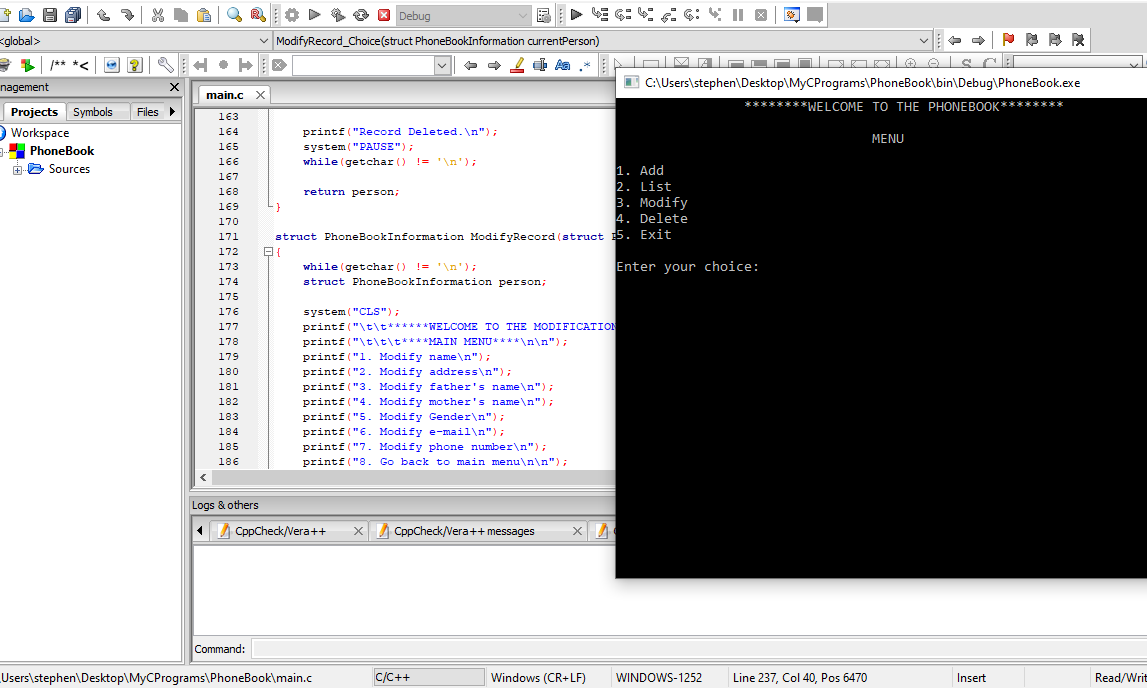 Debug
<global>
ModifyRecord_Choice(struct PhoneBookInformation currentPerson)
/** *<
nagement
main.c
Projects Symbols Files
Workspace
PhoneBook
Sources
163
164 printf("Record Deleted.\n");
165 system("PAUSE");
166 while(getchar() != '\n');
167
168 return person;
169 }
170
171 struct PhoneBookInformation ModifyRecord(struct
172 {
173 while(getchar() != '\n');
174 struct PhoneBookInformation person;
175
176 system("CLS");
177 printf("\t\t******WELCOME TO THE MODIFICATION
178 printf("\t\t\t****MAIN MENU****\n\n");
179 printf("1. Modify name\n");
180 printf("2. Modify address\n");
181 printf("3. Modify father's name\n");
182 printf("4. Modify mother's name\n");
183 printf("5. Modify Gender\n");
184 printf("6. Modify e-mail\n");
185 printf("7. Modify phone number\n");
186 printf("8. Go back to main menu\n\n");
C:\Users\stephen\Desktop\MyCPrograms\PhoneBook\bin\Debug\PhoneBook.exe
********WELCOME TO THE PHONEBOOK********
MENU
1. Add
2. List
3. Modify
4. Delete
5. Exit
Enter your choice:
Logs & others
CppCheck/Vera++ CppCheck/Vera++ messages
Command:
Users\stephen\Desktop\MyCPrograms\PhoneBook\main.c C/C++ Windows (CR+LF) WINDOWS-1252 Line 237, Col 40, Pos 6470 Insert Read/Writ